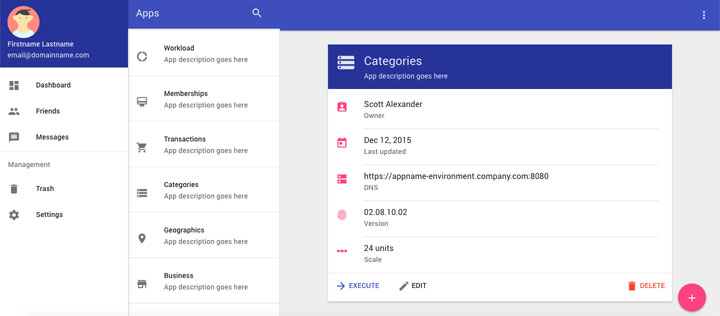 Firstname Lastname
email@domainname.com
Dashboard
Friends
Messages
Management
Trash
Settings
Apps
Workload
App description goes here
Memberships
App description goes here
Transactions
App description goes here
Categories
App description goes here
Geographics
App description goes here
Business
App description goes here
Categories
App description goes here
Scott Alexander
Owner
Dec 12, 2015
Last updated
https://appname-environment.company.com:8080
DNS
02.08.10.02
Version
24 units
Scale
EXECUTE EDIT DELETE